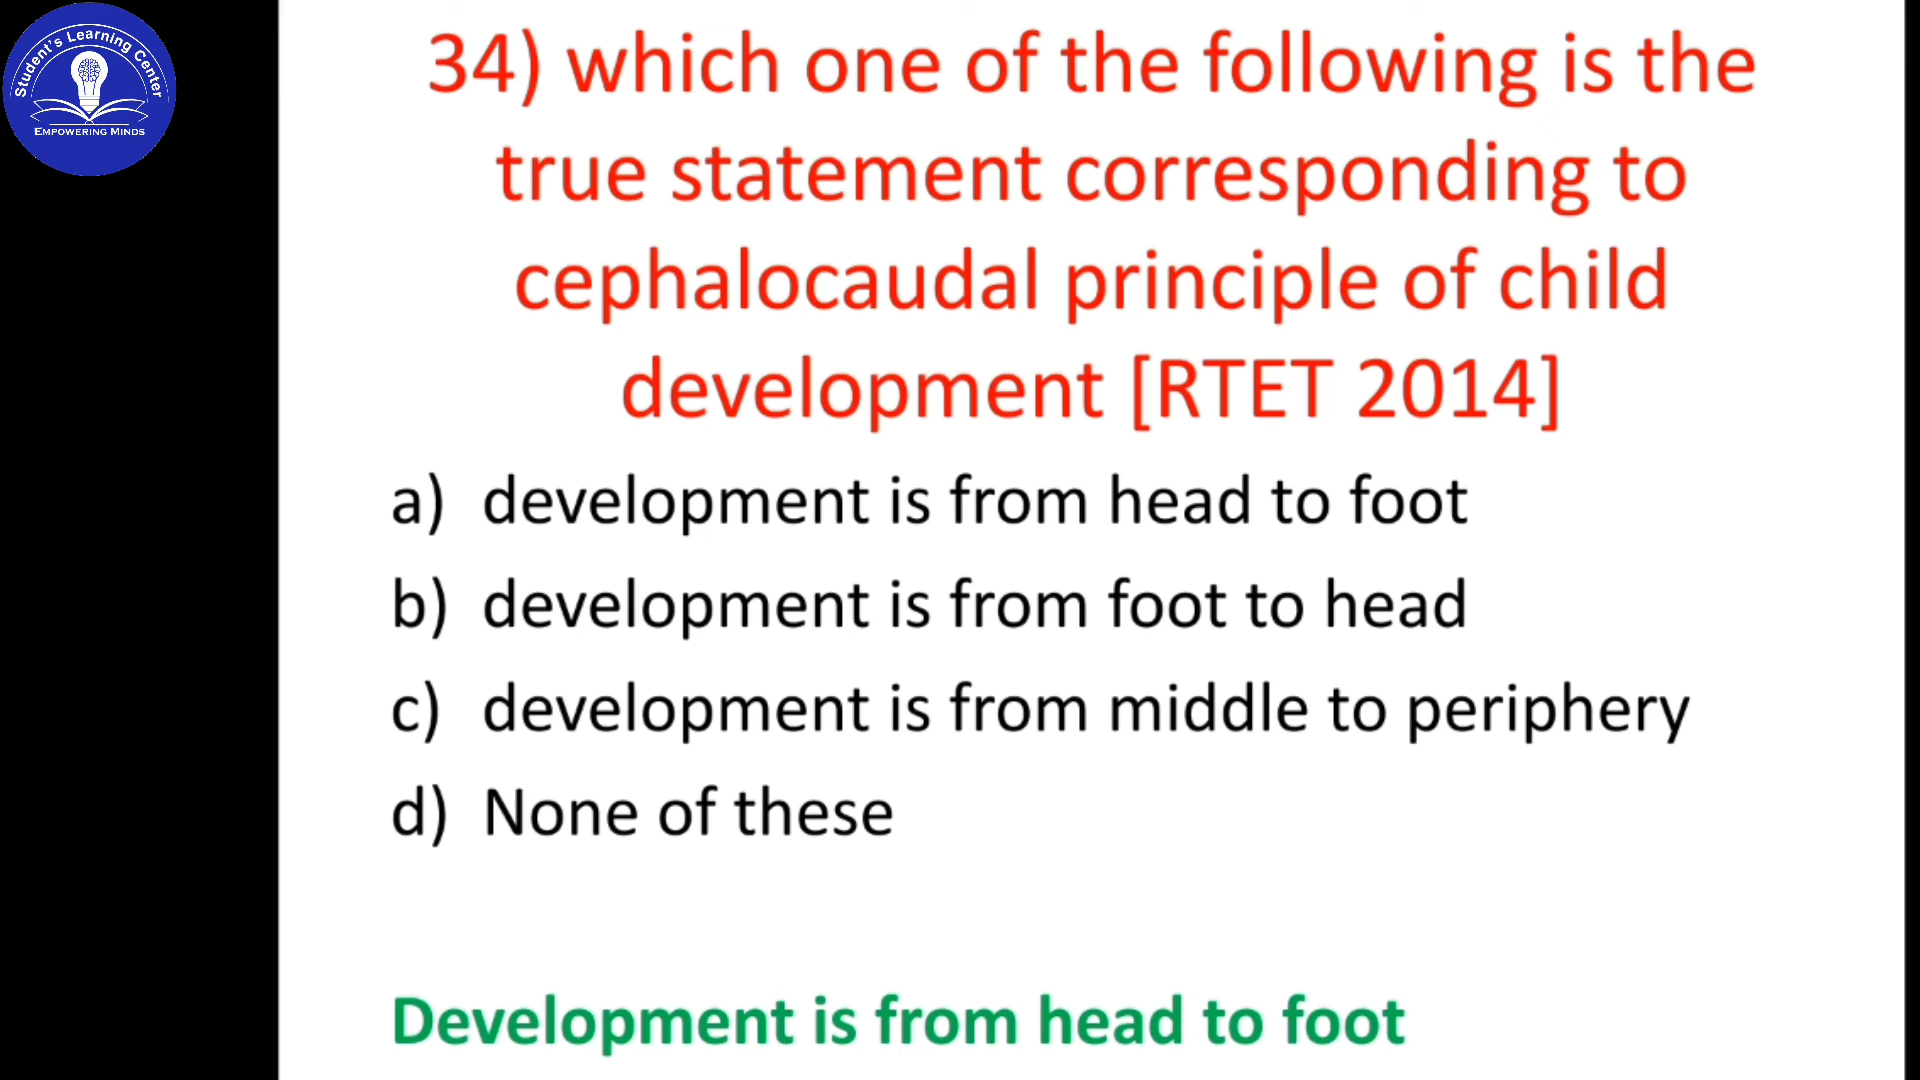 Student's Learning Center
EMPOWERING MINDS
34) which one of the following is the
true statement corresponding to
cephalocaudal principle of child
development [RTET 2014]
a) development is from head to foot
b) development is from foot to head
c) development is from middle to periphery
d) None of these
Development is from head to foot